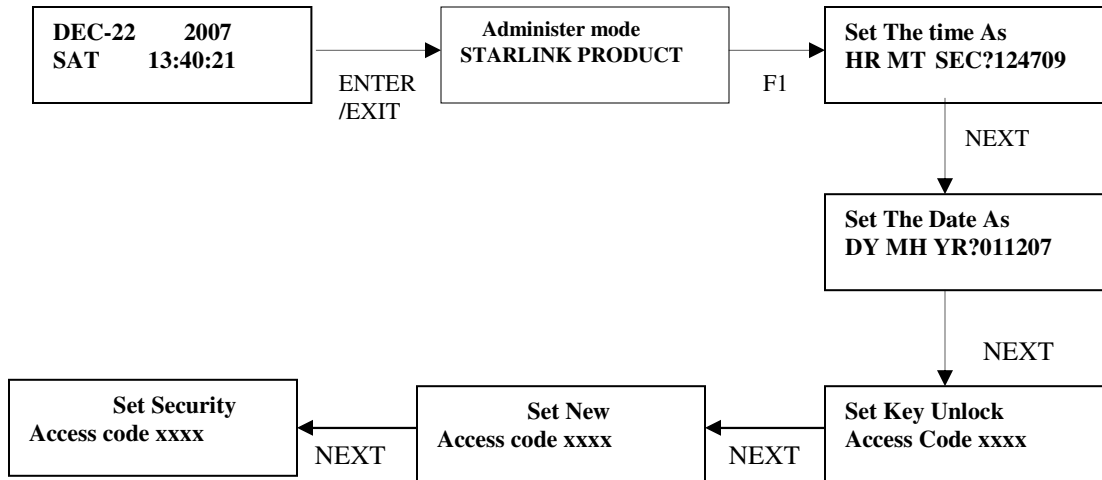 DEC-22 2007
SAT 13:40:21
ENTER
/EXIT
Administer mode
STARLINK PRODUCT
F1
Set The time As
HR MT SEC?124709
NEXT
Set The Date As
DY MH YR?011207
NEXT
Set Key Unlock
Access Code xxxx
NEXT
Set New
Access code xxxx
NEXT
Set Security
Access code xxxx